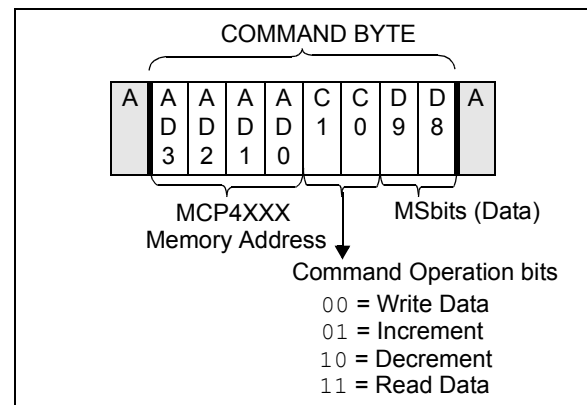 COMMAND BYTE
A A A A A C C D D A
D D D D 1 0 9 8
3 2 1 0
MCP4XXX
Memory Address
MSbits (Data)
Command Operation bits
00 = Write Data
01 = Increment
10 = Decrement
11 = Read Data